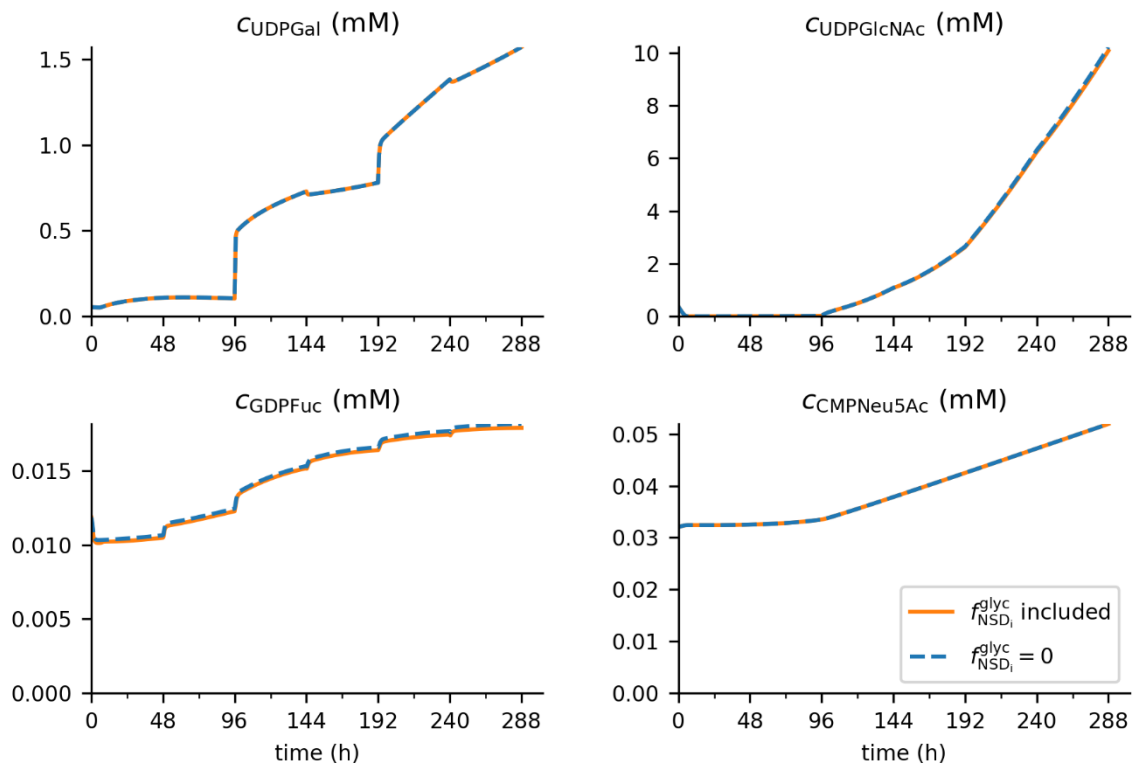 c_UDPGal (mM)
1.5
1.0
0.5
0.0
0 48 96 144 192 240 288
c_UDPGlcNAc (mM)
10
8
6
4
2
0
0 48 96 144 192 240 288
c_GDPFuc (mM)
0.015
0.010
0.005
0.000
0 48 96 144 192 240 288
time (h)
c_CMPNeu5Ac (mM)
0.05
0.04
0.03
0.02
0.01
0.00
0 48 96 144 192 240 288
time (h)
f^glyc_NSD_i included
f^glyc_NSD_i = 0